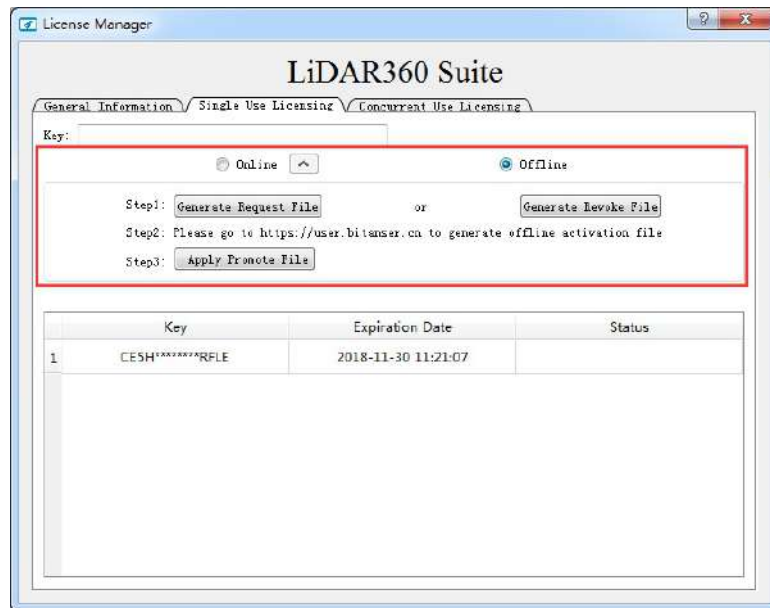 License Manager
LiDAR360 Suite
General Information Single Use Licensing Concurrent Use Licensing
Key:
Online Offline
Step1: Generate Request File or Generate Revoke File
Step2: Please go to https://user.bitanser.cn to generate offline activation file
Step3: Apply Promote File
Key Expiration Date Status
1 CE5H********RFLE 2018-11-30 11:21:07